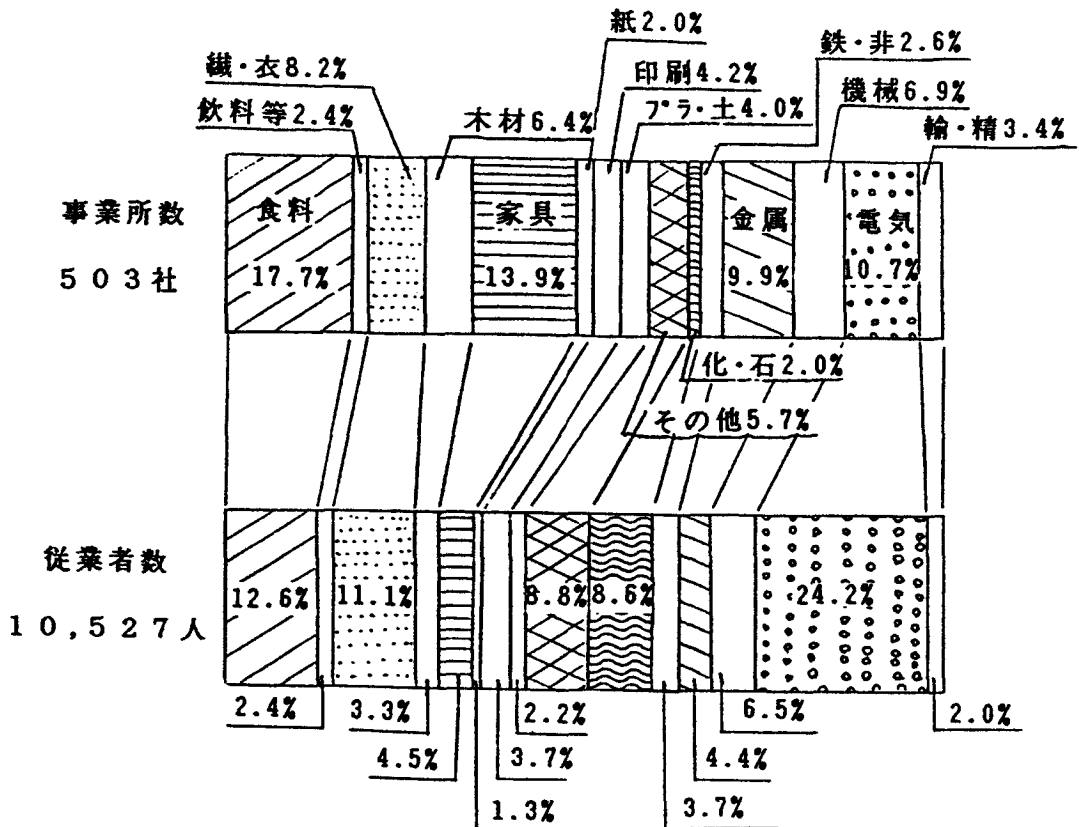 紙2.0%
鉄・非2.6%
繊・衣8.2%
印刷4.2%
機械6.9%
飲料等2.4%
木材6.4%
プラ・土4.0%
輸・精3.4%
事業所数
503社
食料
17.7%
家具
13.9%
金属
9.9%
電気
10.7%
化・石2.0%
その他5.7%
従業者数
10,527人
12.6%
11.1%
8.8%
8.6%
24.2%
2.4%
3.3%
2.2%
6.5%
2.0%
4.5%
3.7%
4.4%
1.3%
3.7%